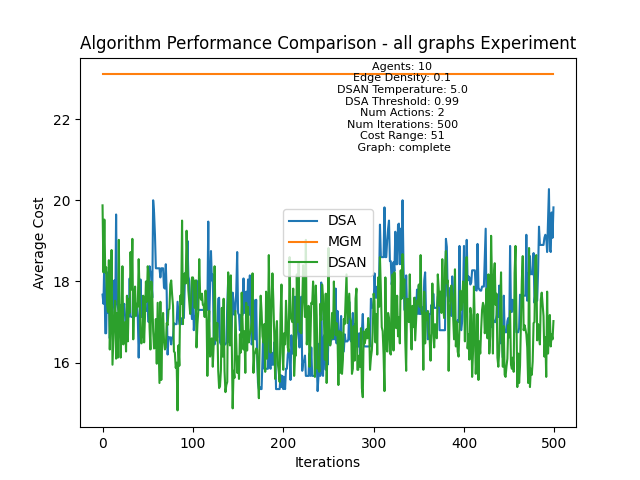 Algorithm Performance Comparison - all graphs Experiment
Agents: 10
Edge Density: 0.1
DSAN Temperature: 5.0
DSA Threshold: 0.99
Num Actions: 2
Num Iterations: 500
Cost Range: 51
Graph: complete
22
20
18
16
Average Cost
DSA
MGM
DSAN
0
100
200
300
400
500
Iterations